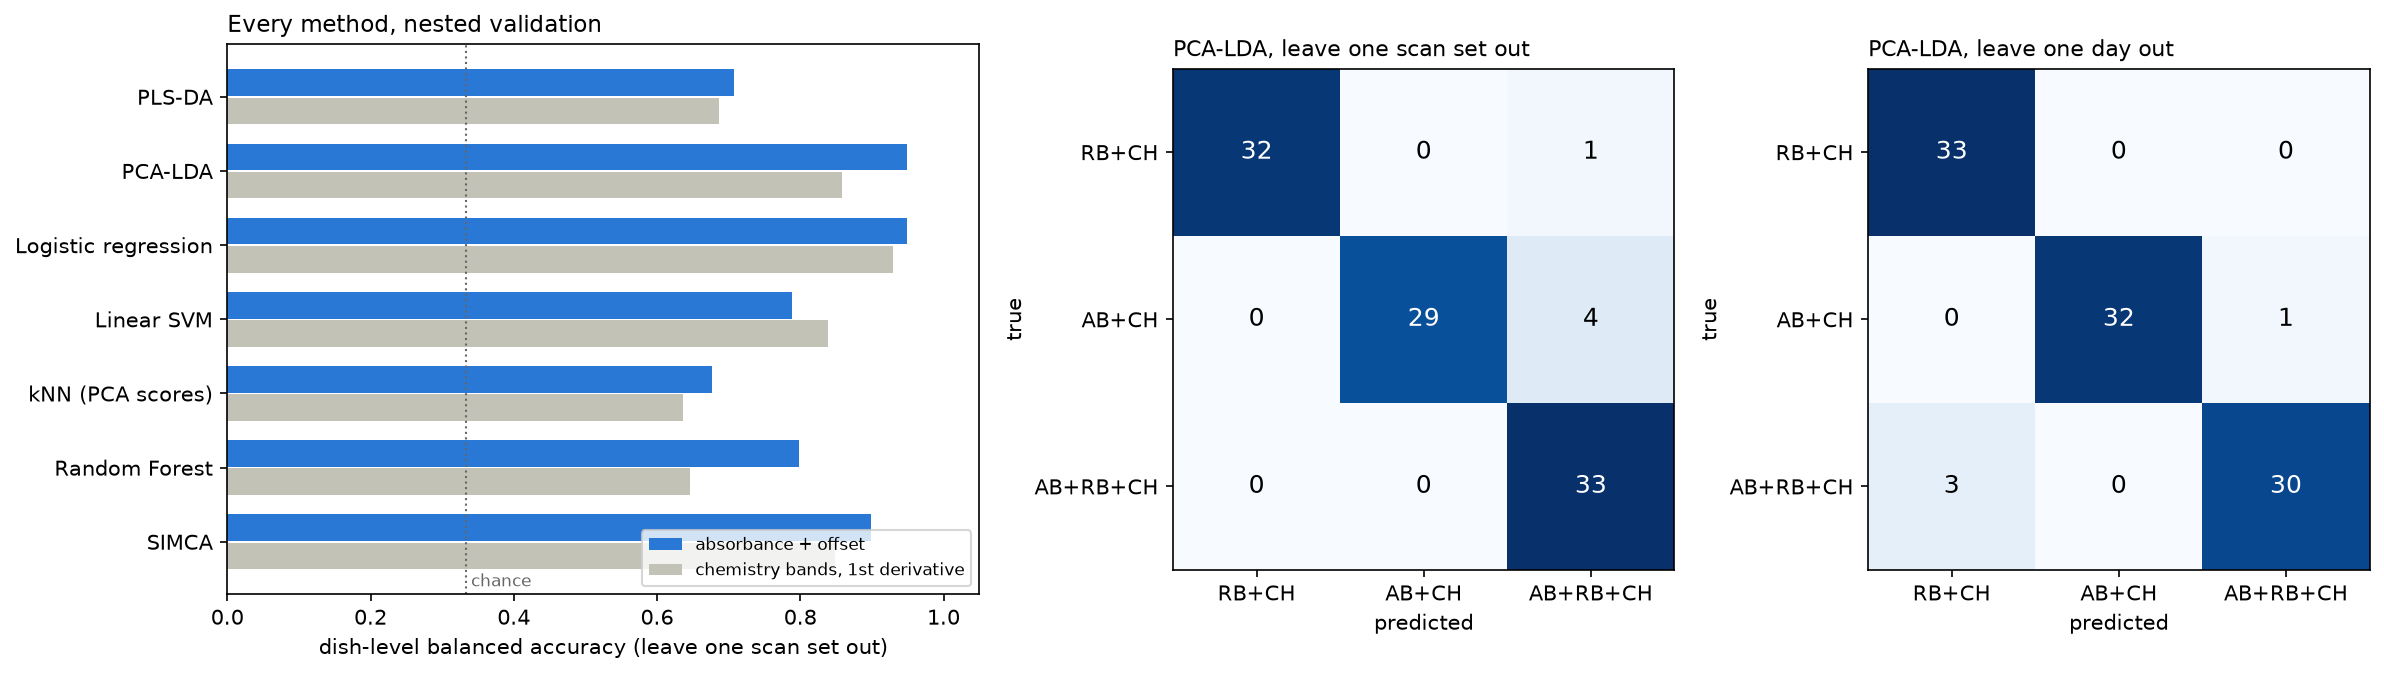 Every method, nested validation
PLS-DA
PCA-LDA
Logistic regression
Linear SVM
kNN (PCA scores)
Random Forest
SIMCA
absorbance + offset
chemistry bands, 1st derivative
chance
0.0 0.2 0.4 0.6 0.8 1.0
dish-level balanced accuracy (leave one scan set out)
PCA-LDA, leave one scan set out
true
RB+CH 32 0 1
AB+CH 0 29 4
AB+RB+CH 0 0 33
RB+CH AB+CH AB+RB+CH
predicted
PCA-LDA, leave one day out
true
RB+CH 33 0 0
AB+CH 0 32 1
AB+RB+CH 3 0 30
RB+CH AB+CH AB+RB+CH
predicted